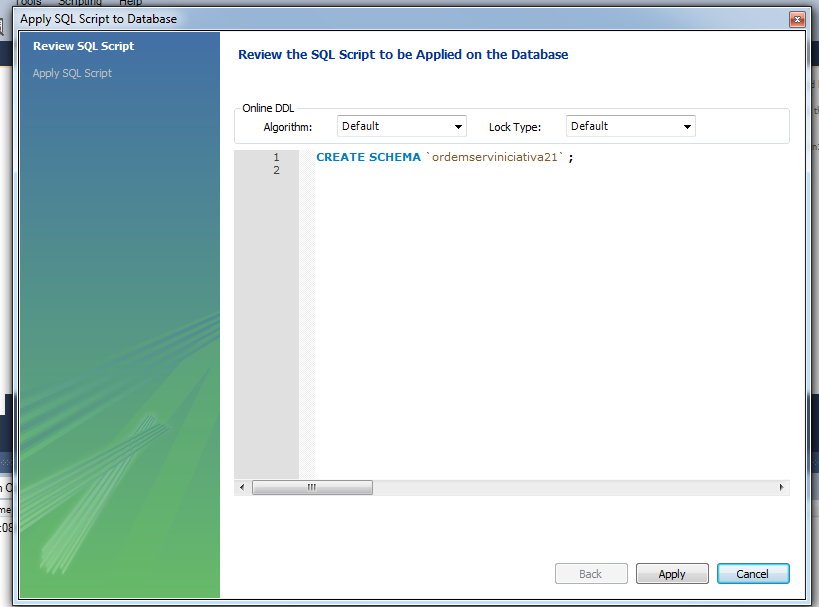 Tools Scripting Help
Apply SQL Script to Database
Review SQL Script
Apply SQL Script
Review the SQL Script to be Applied on the Database
Online DDL
Algorithm: Default Lock Type: Default
1 CREATE SCHEMA `ordemserviniciativa21` ;
2
Back Apply Cancel